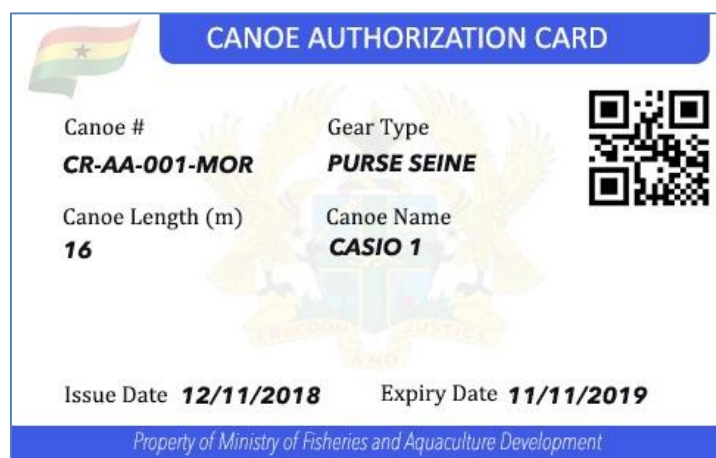 CANOE AUTHORIZATION CARD
Canoe # Gear Type
CR-AA-001-MOR PURSE SEINE
Canoe Length (m) Canoe Name
16 CASIO 1
FREEDOM AND JUSTICE
Issue Date 12/11/2018 Expiry Date 11/11/2019
Property of Ministry of Fisheries and Aquaculture Development